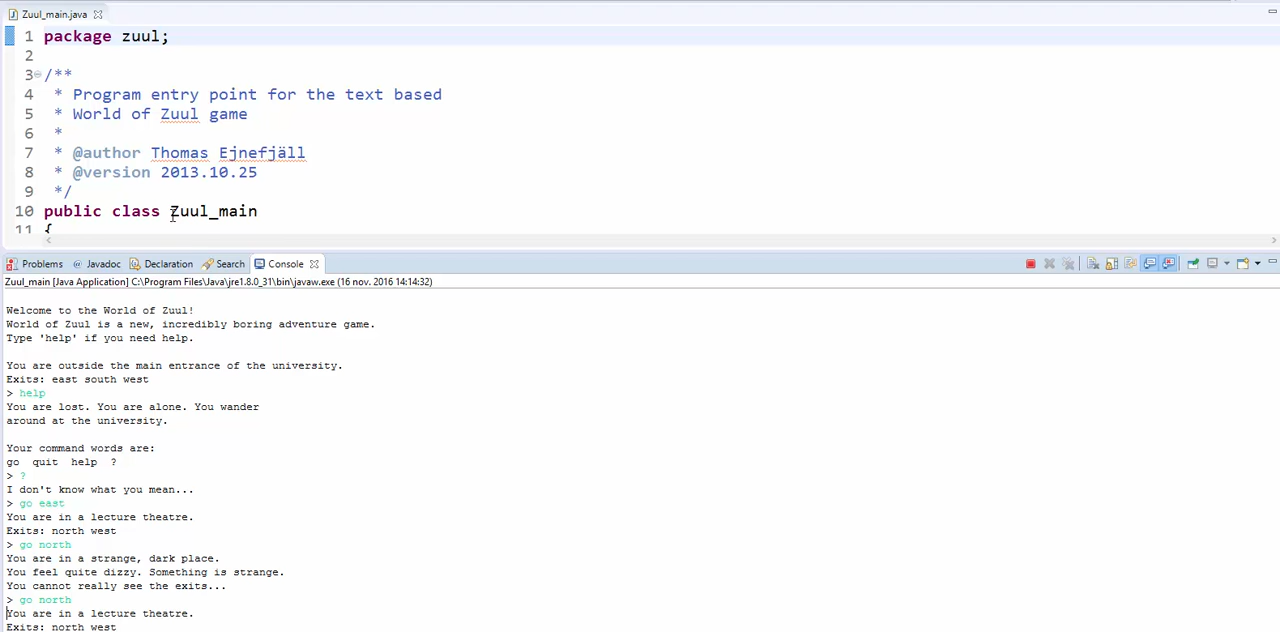 Zuul_main.java
1 package zuul;
2
3 /**
4  * Program entry point for the text based
5  * World of Zuul game
6  *
7  * @author Thomas Ejnefjäll
8  * @version 2013.10.25
9  */
10 public class Zuul_main
11 {
Problems @ Javadoc Declaration Search Console
Zuul_main [Java Application] C:\Program Files\Java\jre1.8.0_31\bin\javaw.exe (16 nov. 2016 14:14:32)
Welcome to the World of Zuul!
World of Zuul is a new, incredibly boring adventure game.
Type 'help' if you need help.
You are outside the main entrance of the university.
Exits: east south west
> help
You are lost. You are alone. You wander
around at the university.
Your command words are:
go  quit  help  ?
> ?
I don't know what you mean...
> go east
You are in a lecture theatre.
Exits: north west
> go north
You are in a strange, dark place.
You feel quite dizzy. Something is strange.
You cannot really see the exits...
> go north
You are in a lecture theatre.
Exits: north west